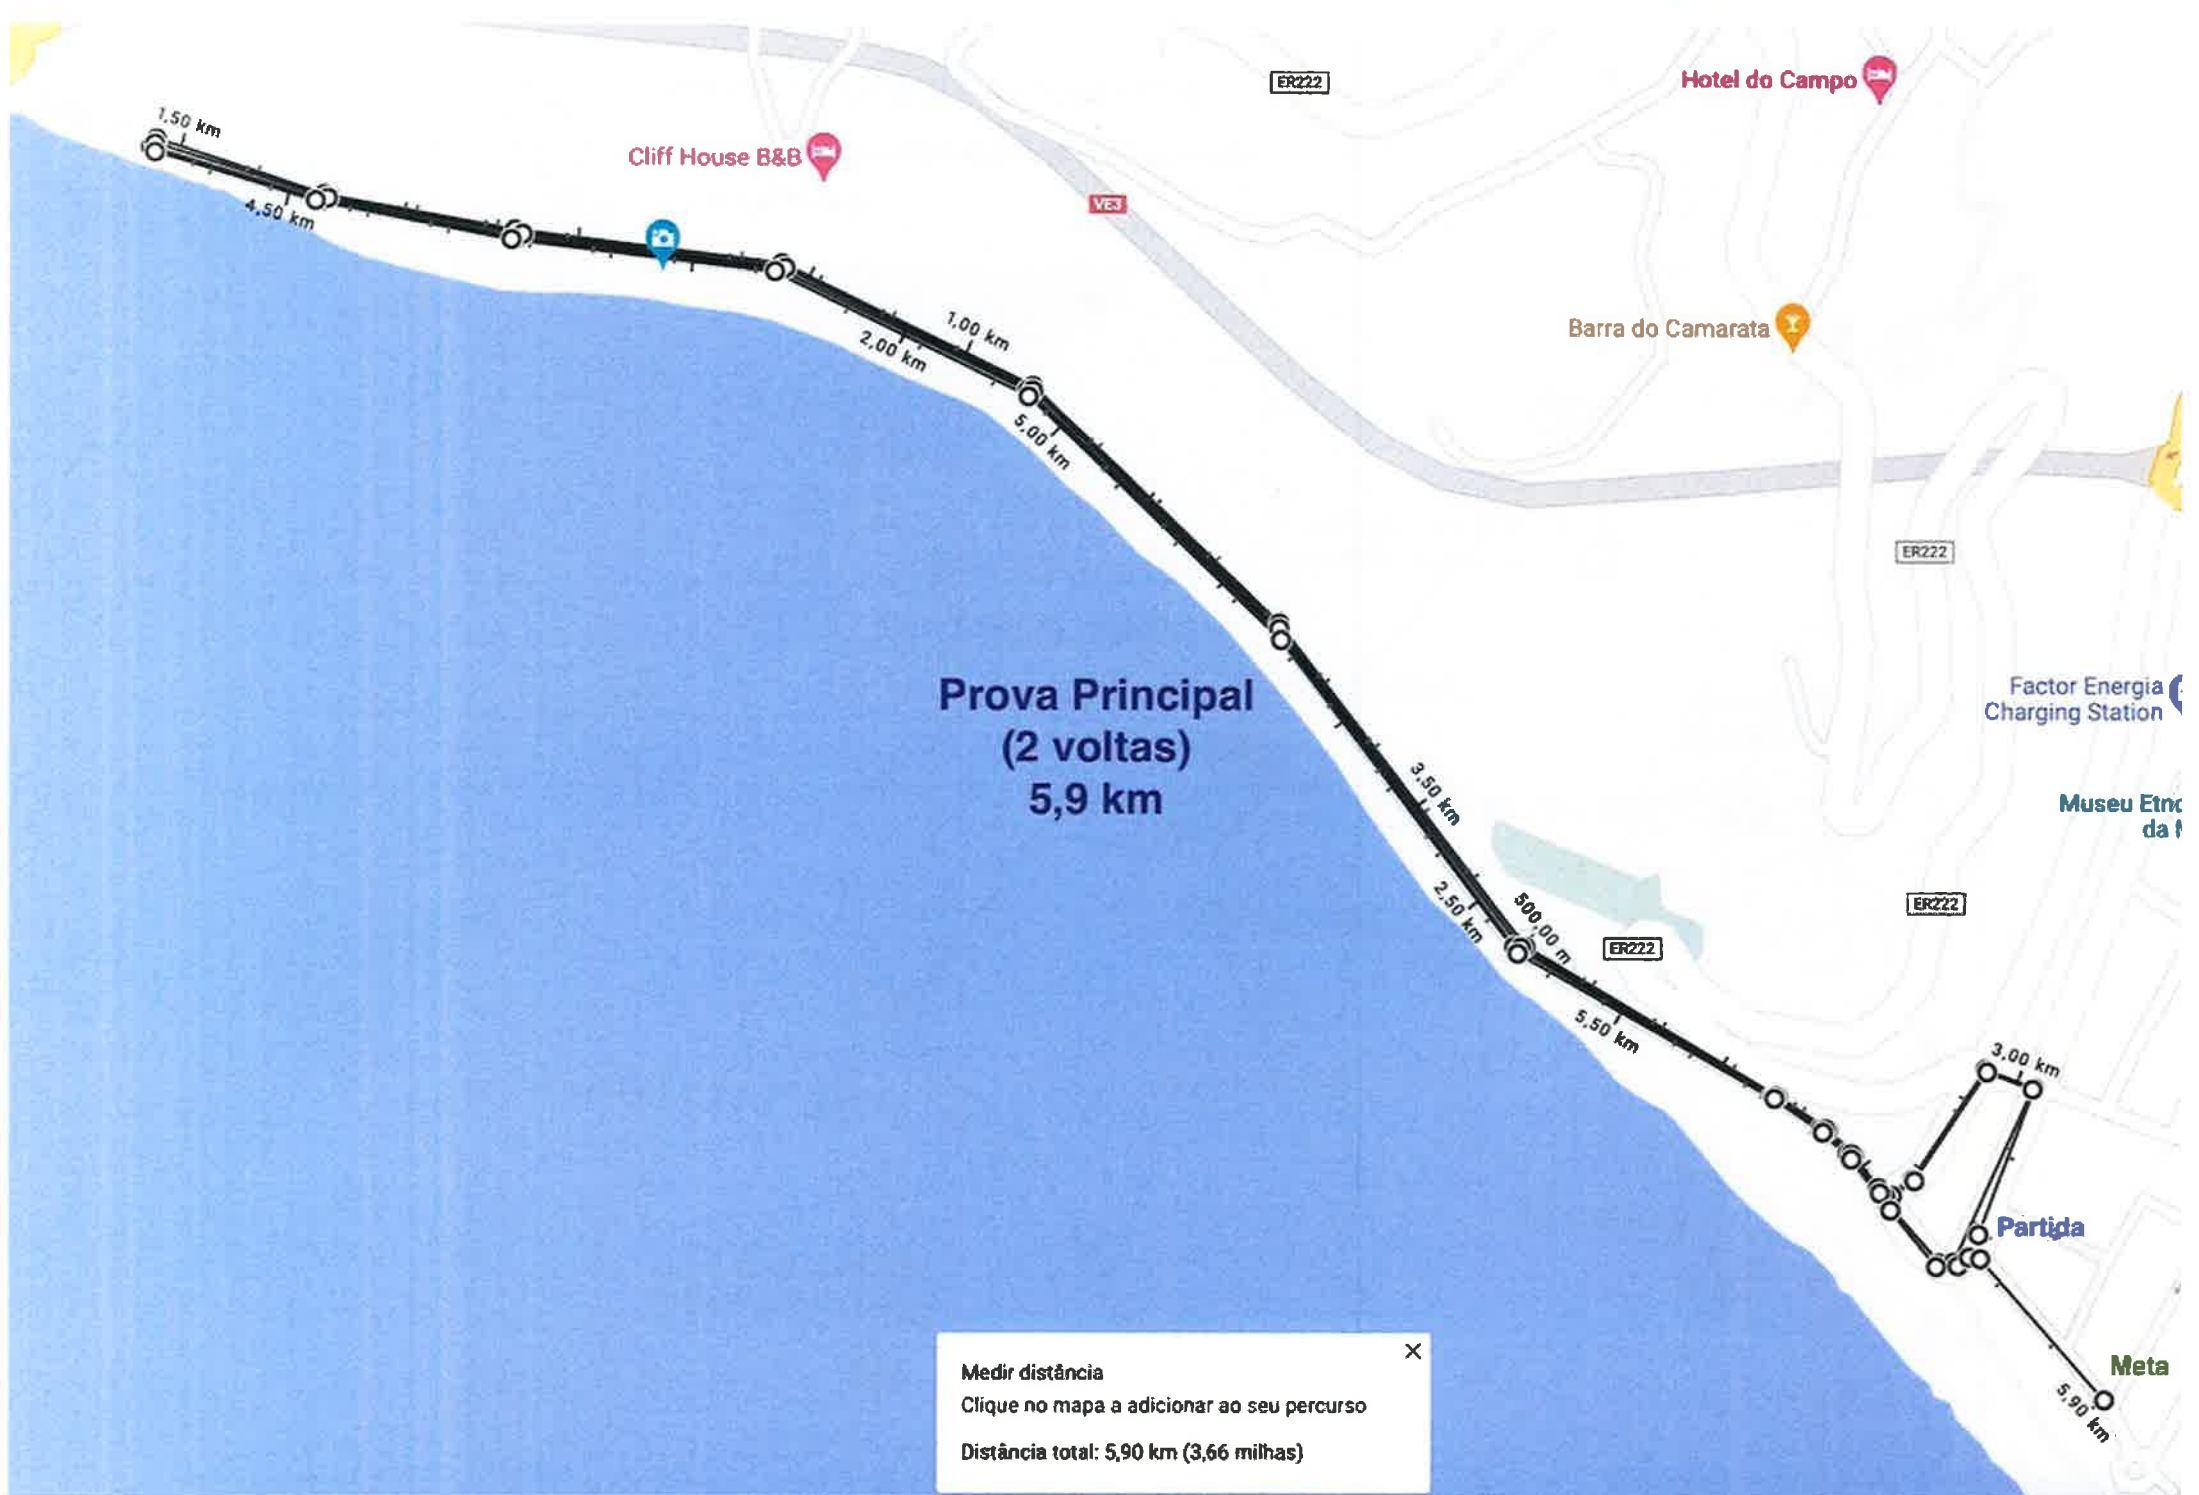 ER222
Hotel do Campo
1,50 km
Cliff House B&B
VE3
4,50 km
1,00 km
2,00 km
Barra do Camarata
5,00 km
ER222
Prova Principal
(2 voltas)
5,9 km
Factor Energia
Charging Station
3,50 km
Museu Etno
da M
2,50 km
500,00 m
ER222
ER222
5,50 km
3,00 km
Partida
Meta
5,90 km
Medir distância
Clique no mapa a adicionar ao seu percurso
Distância total: 5,90 km (3,66 milhas)